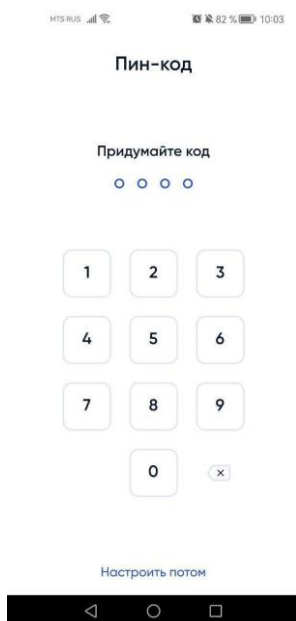 MTS RUS 82 % 10:03
Пин-код
Придумайте код
1 2 3
4 5 6
7 8 9
0
Настроить потом